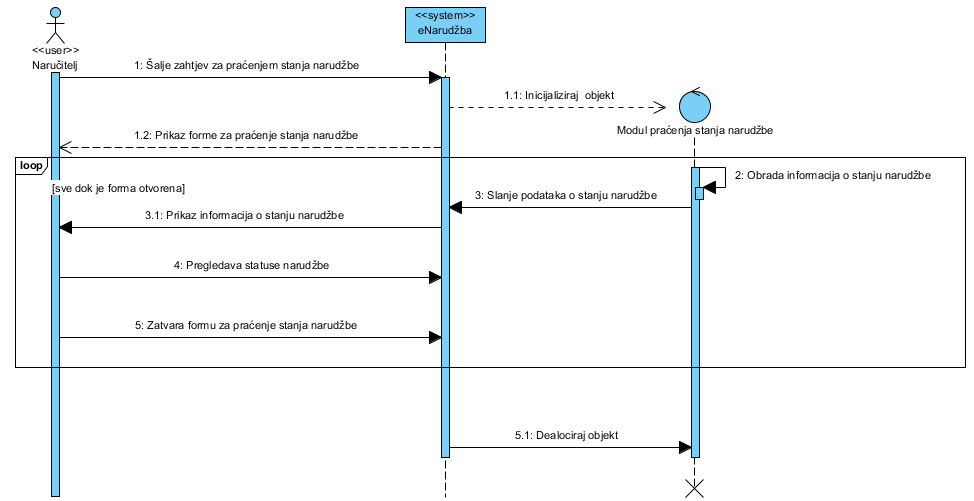 <<system>>
eNarudžba
<<user>>
Naručitelj
1: Šalje zahtjev za praćenjem stanja narudžbe
1.1: Inicijaliziraj objekt
Modul praćenja stanja narudžbe
1.2: Prikaz forme za praćenje stanja narudžbe
loop
[sve dok je forma otvorena]
2: Obrada informacija o stanju narudžbe
3: Slanje podataka o stanju narudžbe
3.1: Prikaz informacija o stanju narudžbe
4: Pregledava statuse narudžbe
5: Zatvara formu za praćenje stanja narudžbe
5.1: Dealociraj objekt